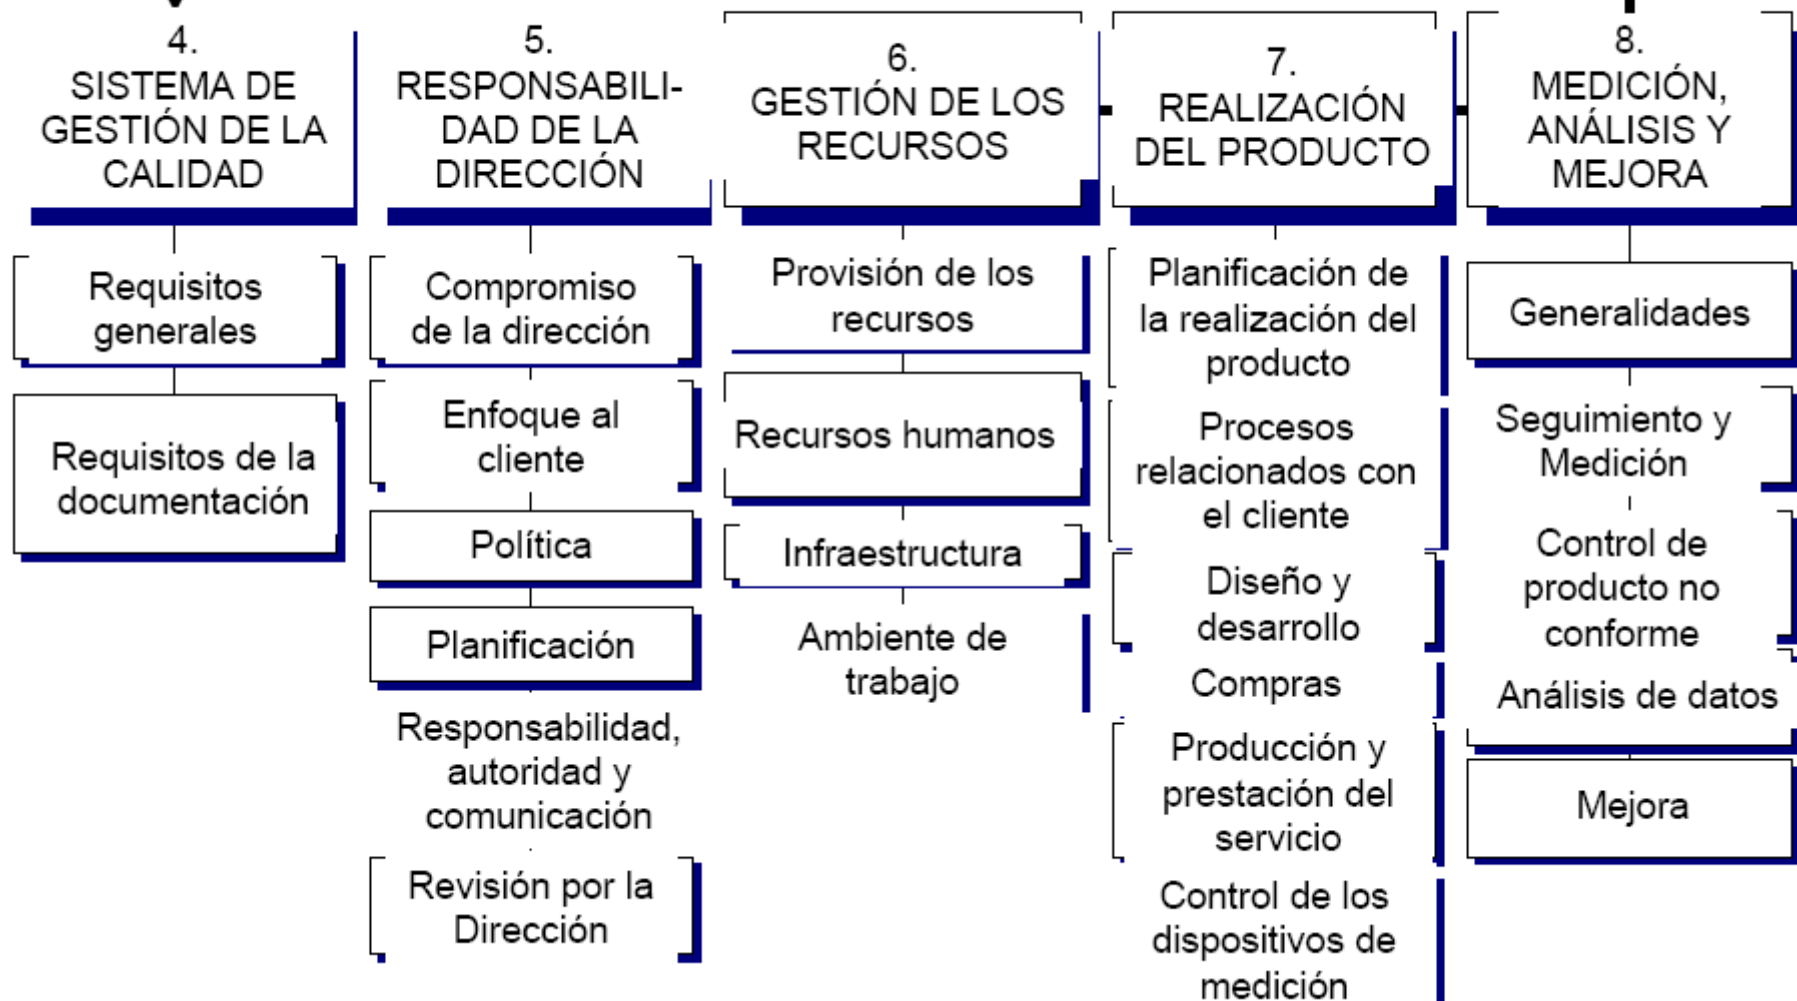 4.
SISTEMA DE
GESTIÓN DE LA
CALIDAD
Requisitos
generales
Requisitos de la
documentación
5.
RESPONSABILI-
DAD DE LA
DIRECCIÓN
Compromiso
de la dirección
Enfoque al
cliente
Política
Planificación
Responsabilidad,
autoridad y
comunicación
Revisión por la
Dirección
6.
GESTIÓN DE LOS
RECURSOS
Provisión de los
recursos
Recursos humanos
Infraestructura
Ambiente de
trabajo
7.
REALIZACIÓN
DEL PRODUCTO
Planificación de
la realización del
producto
Procesos
relacionados con
el cliente
Diseño y
desarrollo
Compras
Producción y
prestación del
servicio
Control de los
dispositivos de
medición
8.
MEDICIÓN,
ANÁLISIS Y
MEJORA
Generalidades
Seguimiento y
Medición
Control de
producto no
conforme
Análisis de datos
Mejora